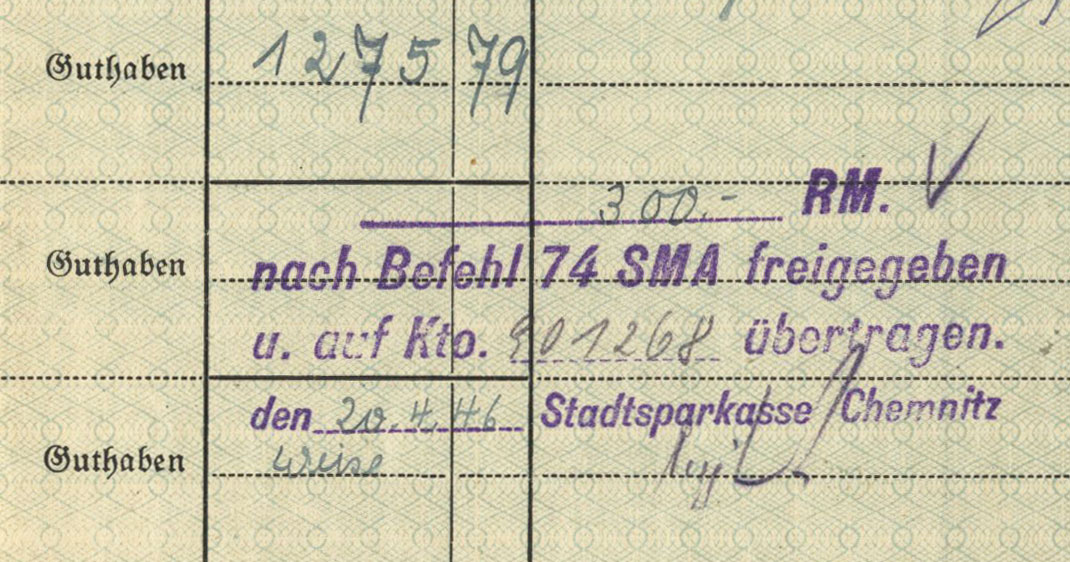 Guthaben 1275 79
300.- RM.
Guthaben nach Befehl 74 SMA freigegeben
u. auf Kto. 901268 übertragen.
den 20.4.46 Stadtsparkasse Chemnitz
Guthaben Weise